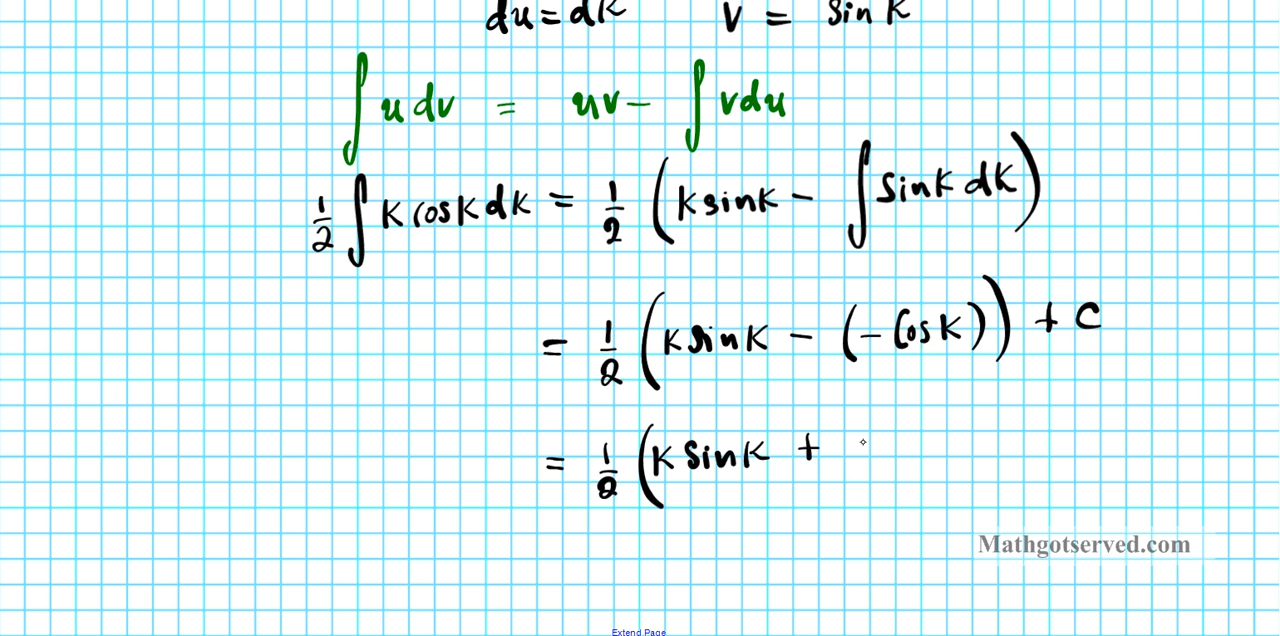 du = dK v = sin K
∫ u dv = uv - ∫ v du
1/2 ∫ K cos K dK = 1/2 (K sin K - ∫ sin K dK)
= 1/2 (K sin K - (- cos K)) + C
= 1/2 (K sin K +
Mathgotserved.com
Extend Page